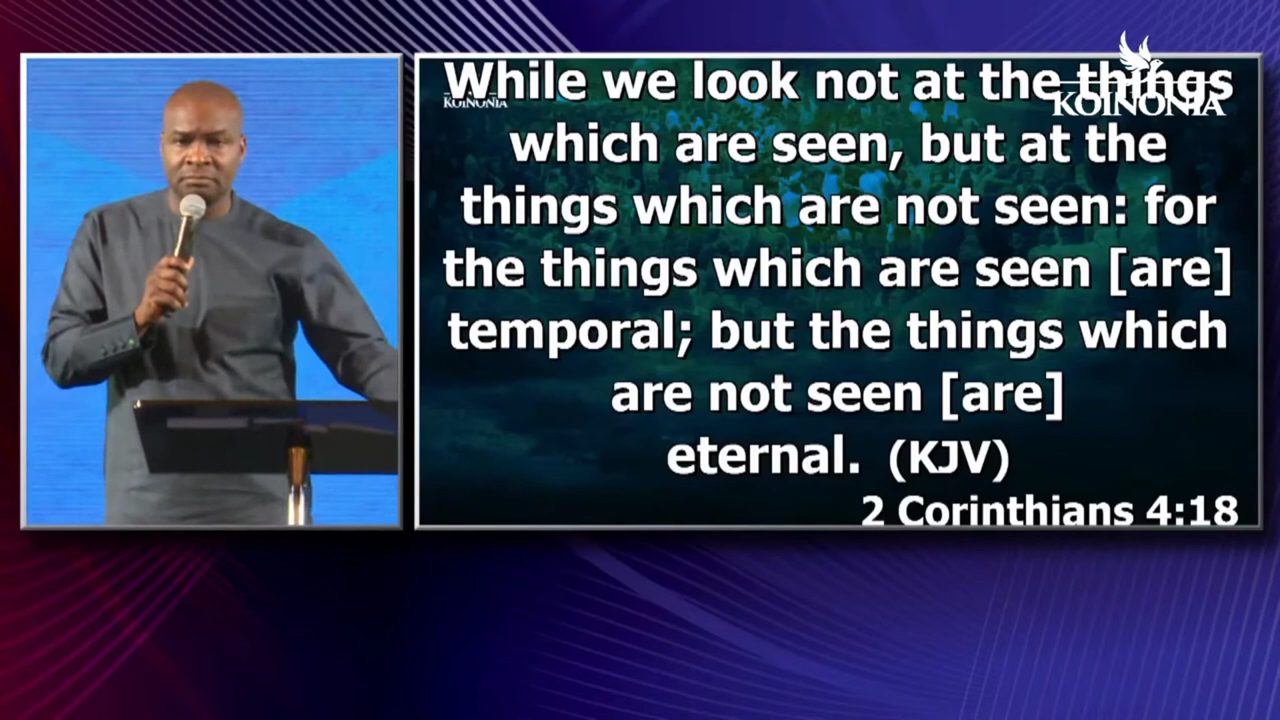 While we look not at the things
which are seen, but at the
things which are not seen: for
the things which are seen [are]
temporal; but the things which
are not seen [are]
eternal. (KJV)
2 Corinthians 4:18
KOINONIA
KOINONIA